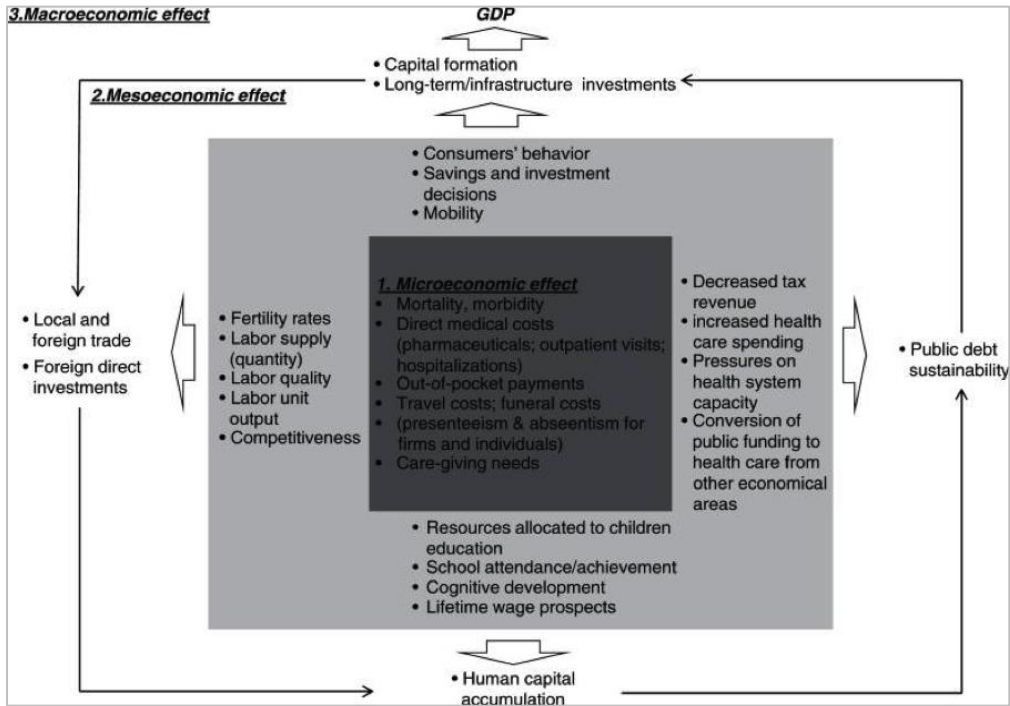 3.Macroeconomic effect
GDP
• Capital formation
• Long-term/infrastructure investments
2.Mesoeconomic effect
• Consumers' behavior
• Savings and investment
decisions
• Mobility
• Local and
foreign trade
• Foreign direct
investments
• Fertility rates
• Labor supply
(quantity)
• Labor quality
• Labor unit
output
• Competitiveness
1. Microeconomic effect
• Mortality, morbidity
• Direct medical costs
(pharmaceuticals; outpatient visits;
hospitalizations)
• Out-of-pocket payments
• Travel costs; funeral costs
• (presenteeism & absenteeism for
firms and individuals)
• Care-giving needs
• Decreased tax
revenue
• increased health
care spending
• Pressures on
health system
capacity
• Conversion of
public funding to
health care from
other economical
areas
• Public debt
sustainability
• Resources allocated to children
education
• School attendance/achievement
• Cognitive development
• Lifetime wage prospects
• Human capital
accumulation